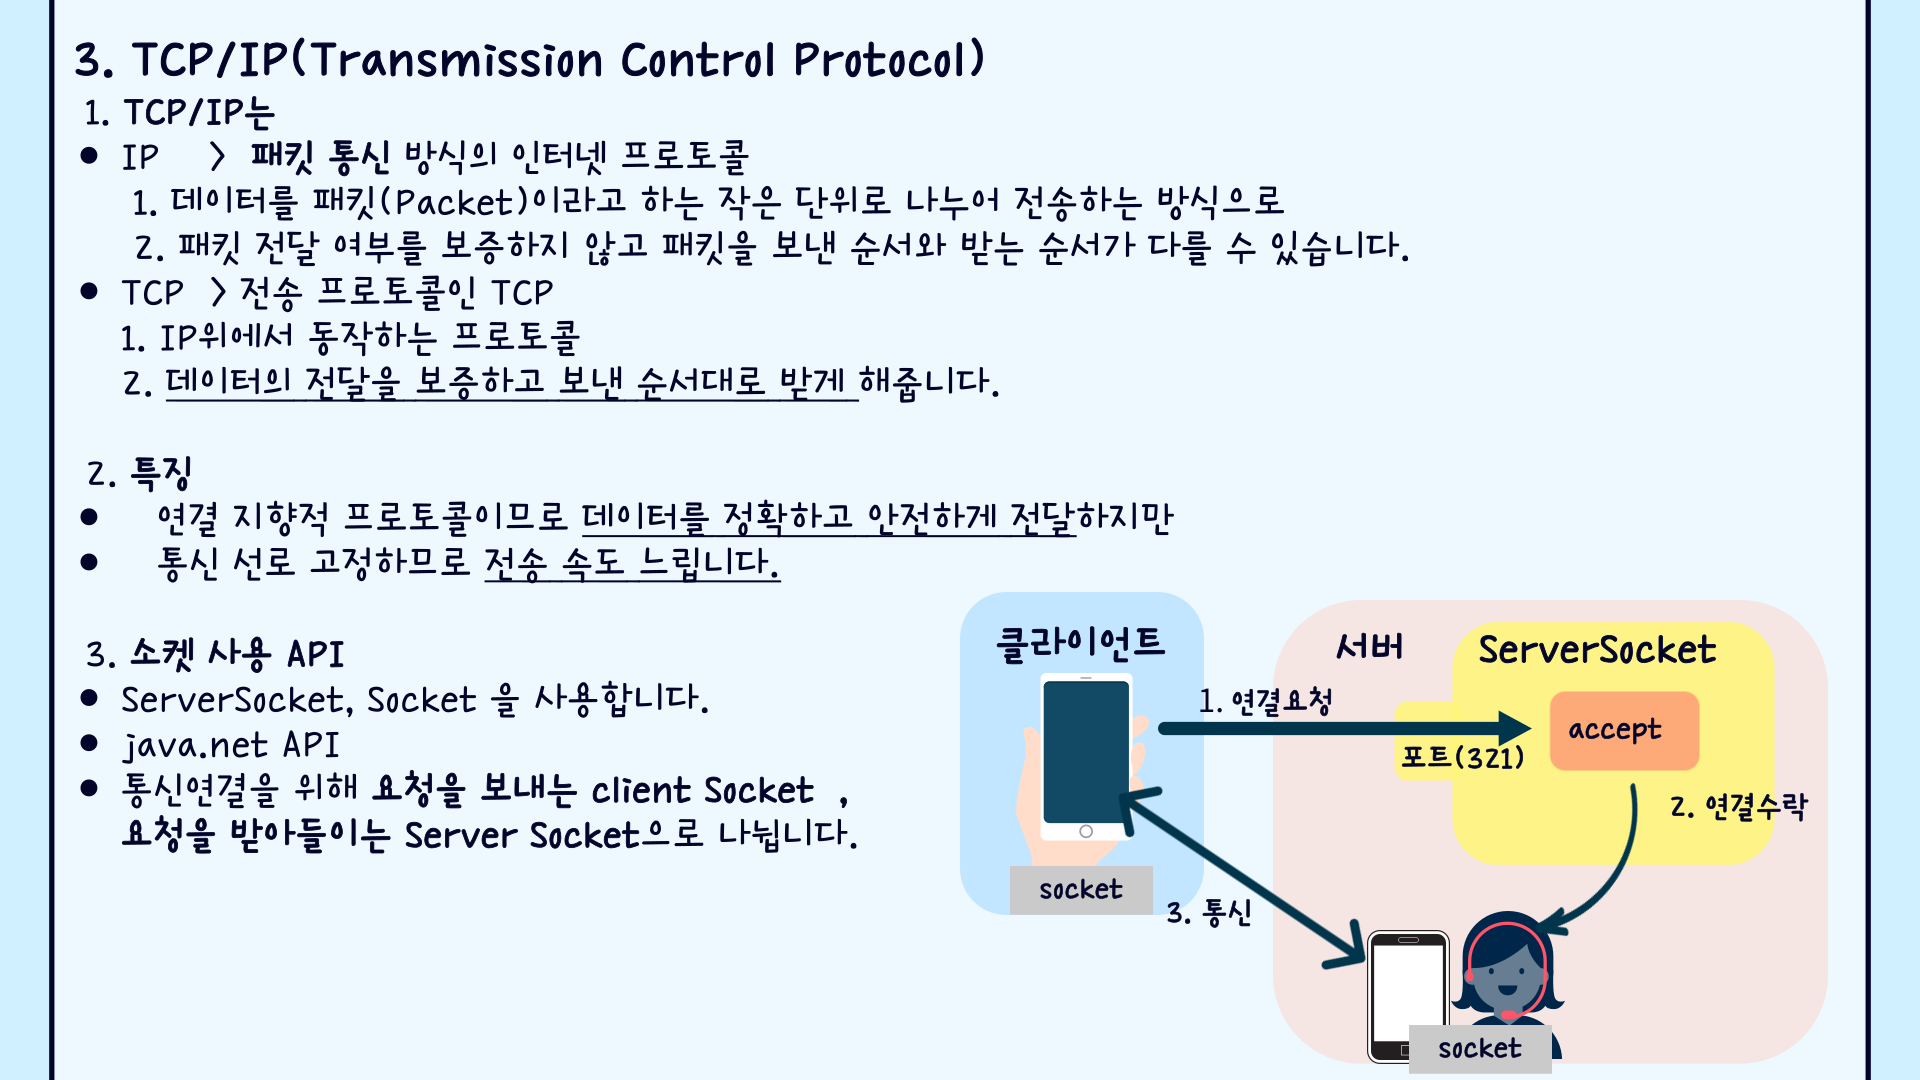 3. TCP/IP(Transmission Control Protocol)
1. TCP/IP는
● IP > 패킷 통신 방식의 인터넷 프로토콜
1. 데이터를 패킷(Packet)이라고 하는 작은 단위로 나누어 전송하는 방식으로
2. 패킷 전달 여부를 보증하지 않고 패킷을 보낸 순서와 받는 순서가 다를 수 있습니다.
● TCP > 전송 프로토콜인 TCP
1. IP위에서 동작하는 프로토콜
2. 데이터의 전달을 보증하고 보낸 순서대로 받게 해줍니다.
2. 특징
● 연결 지향적 프로토콜이므로 데이터를 정확하고 안전하게 전달하지만
● 통신 선로 고정하므로 전송 속도 느립니다.
3. 소켓 사용 API
● ServerSocket, Socket 을 사용합니다.
● java.net API
● 통신연결을 위해 요청을 보내는 client Socket ,
요청을 받아들이는 Server Socket으로 나뉩니다.
클라이언트
서버
ServerSocket
1. 연결요청
accept
포트(321)
2. 연결수락
socket
3. 통신
socket